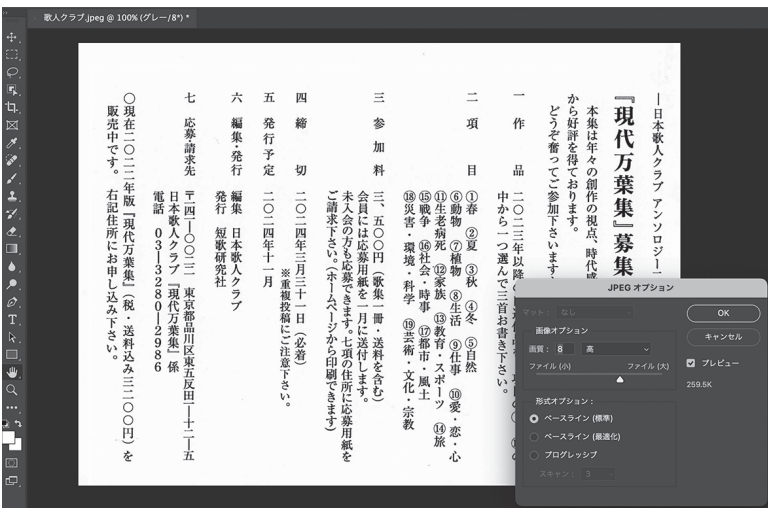 歌人クラブ.jpeg @ 100% (グレー/8*) *
―日本歌人クラブ アンソロジー二
『現代万葉集』募集
本集は年々の創作の視点、時代感
から好評を得ております。
どうぞ奮ってご参加下さいます
一 作 品 二〇二三年以降の
中から一つ選んで三首お書き下さい。
二 項 目 ①春 ②夏 ③秋 ④冬 ⑤自然
⑥動物 ⑦植物 ⑧生活 ⑨仕事 ⑩愛・恋・心
⑪生老病死 ⑫家族 ⑬教育・スポーツ ⑭旅
⑮戦争 ⑯社会・時事 ⑰都市・風土
⑱災害・環境・科学 ⑲芸術・文化・宗教
三 参 加 料 三、五〇〇円(歌集一冊・送料を含む)
会員には応募用紙を一月に送付します。
未入会の方も応募できます。七項の住所に応募用紙を
ご請求下さい。(ホームページから印刷できます)
四 締 切 二〇二四年三月三十一日(必着)
※重複投稿にご注意下さい。
五 発行予定 二〇二四年十一月
六 編集・発行 編集 日本歌人クラブ
発行 短歌研究社
七 応募・請求先 〒一四一―〇〇二二 東京都品川区東五反田一―十二―五
日本歌人クラブ『現代万葉集』係
電話 03―3280―2986
〇現在二〇二二年版『現代万葉集』(税・送料込み三二〇〇円)を
販売中です。右記住所にお申し込み下さい。
JPEG オプション
マット: なし
画像オプション
画質: 8 高
ファイル (小) ファイル (大)
形式オプション:
ベースライン (標準)
ベースライン (最適化)
プログレッシブ
スキャン: 3
OK
キャンセル
プレビュー
259.5K